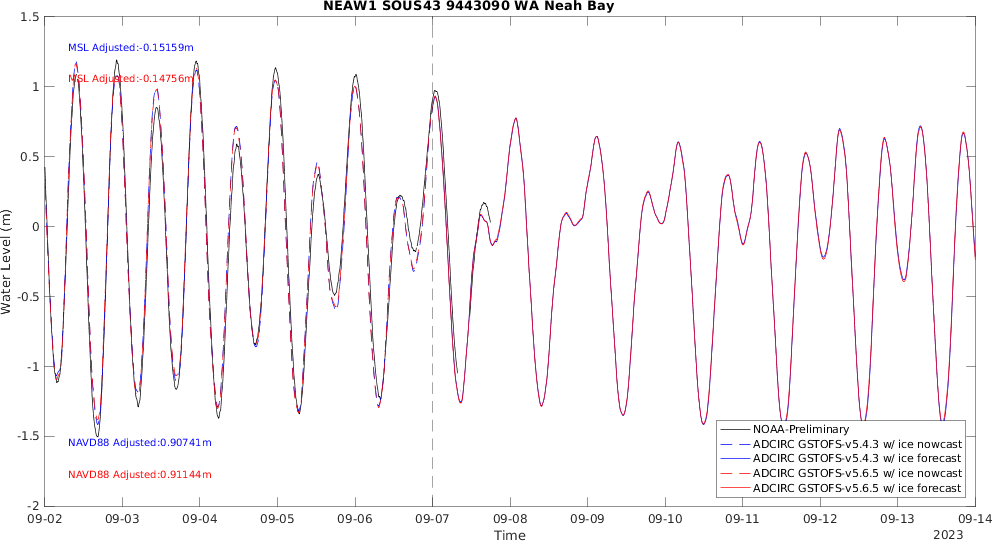 NEAW1 SOUS43 9443090 WA Neah Bay
1.5
1
0.5
0
-0.5
-1
-1.5
-2
Water Level (m)
MSL Adjusted:-0.15159m
MSL Adjusted:-0.14756m
NAVD88 Adjusted:0.90741m
NAVD88 Adjusted:0.91144m
NOAA-Preliminary
ADCIRC GSTOFS-v5.4.3 w/ ice nowcast
ADCIRC GSTOFS-v5.4.3 w/ ice forecast
ADCIRC GSTOFS-v5.6.5 w/ ice nowcast
ADCIRC GSTOFS-v5.6.5 w/ ice forecast
09-02 09-03 09-04 09-05 09-06 09-07 09-08 09-09 09-10 09-11 09-12 09-13 09-14
Time
2023